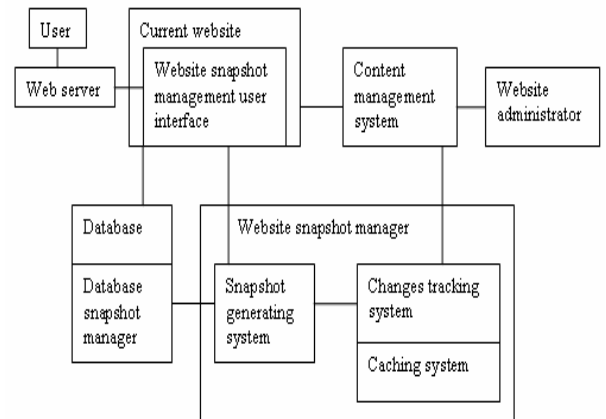 User
Web server
Current website
Website snapshot
management user
interface
Content
management
system
Website
administrator
Database
Database
snapshot
manager
Website snapshot manager
Snapshot
generating
system
Changes tracking
system
Caching system